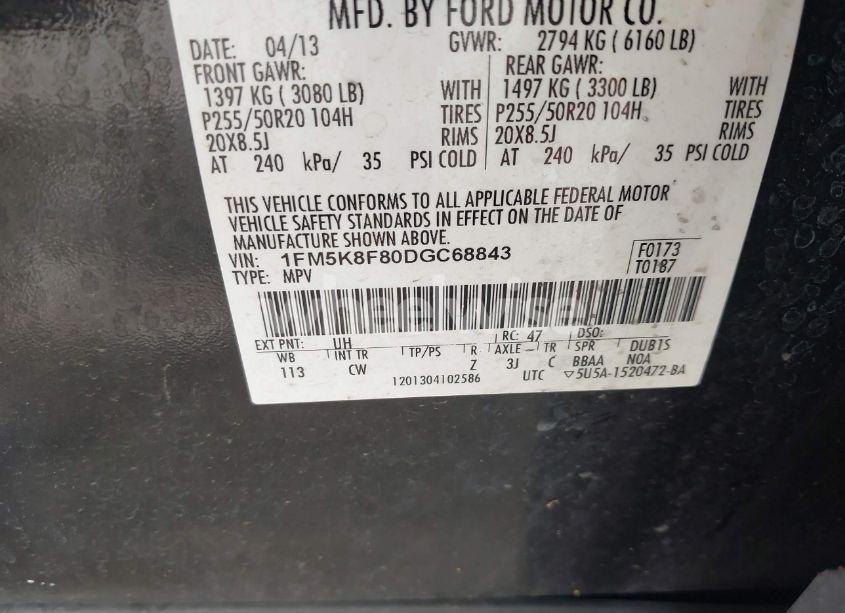 MFD. BY FORD MOTOR CO.
DATE: 04/13 GVWR: 2794 KG ( 6160 LB)
FRONT GAWR: REAR GAWR:
1397 KG ( 3080 LB) WITH 1497 KG ( 3300 LB) WITH
P255/50R20 104H TIRES P255/50R20 104H TIRES
20X8.5J RIMS 20X8.5J RIMS
AT 240 kPa/ 35 PSI COLD AT 240 kPa/ 35 PSI COLD
THIS VEHICLE CONFORMS TO ALL APPLICABLE FEDERAL MOTOR
VEHICLE SAFETY STANDARDS IN EFFECT ON THE DATE OF
MANUFACTURE SHOWN ABOVE.
VIN: 1FM5K8F80DGC68843 F0173
TYPE: MPV T0187
EXT PNT: UH RC: 47 DSO:
WB INT TR TP/PS R AXLE TR SPR DUB1S
113 CW Z 3J C BBAA NOA
1201304102586 UTC ▽5U5A-1520472-BA